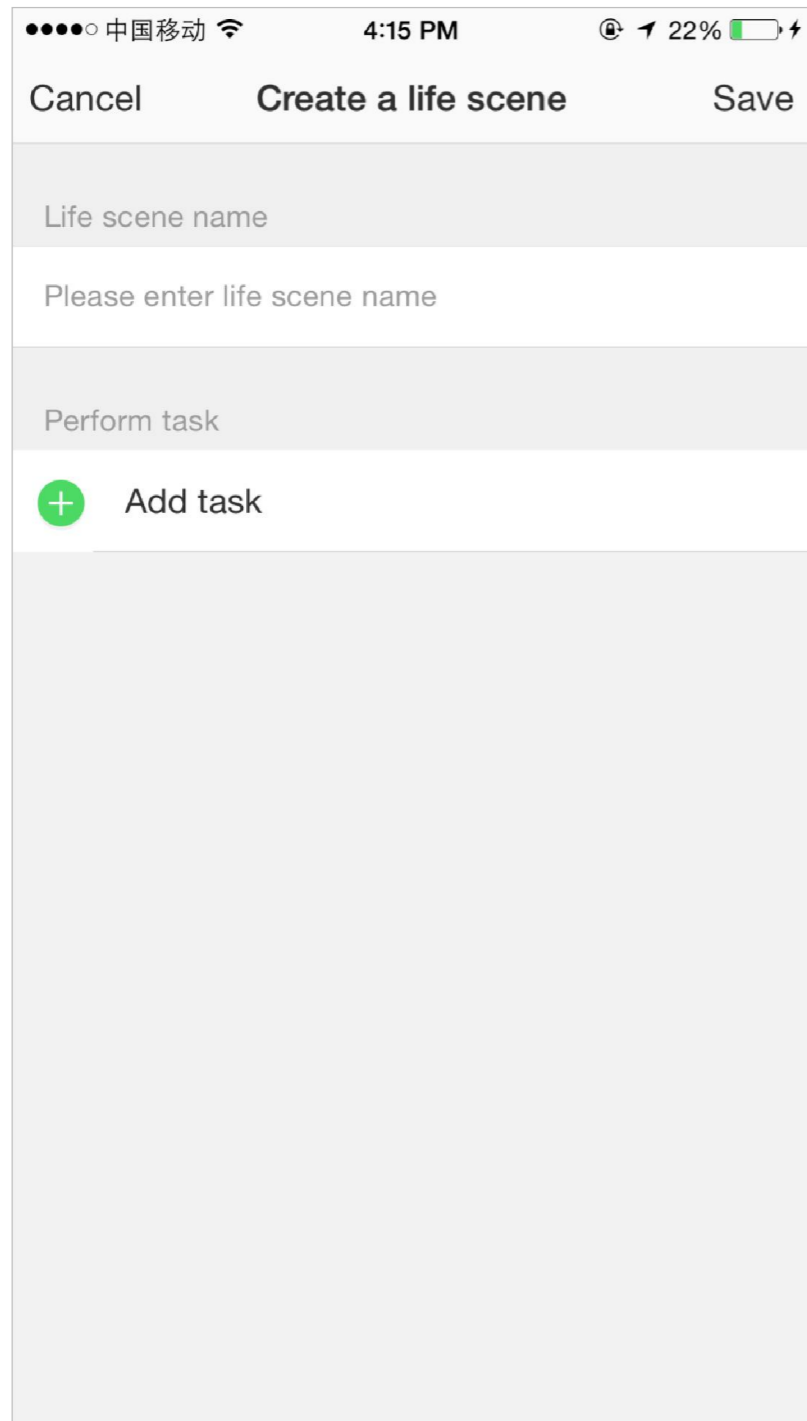 中国移动 4:15 PM 22%
Cancel Create a life scene Save
Life scene name
Please enter life scene name
Perform task
Add task